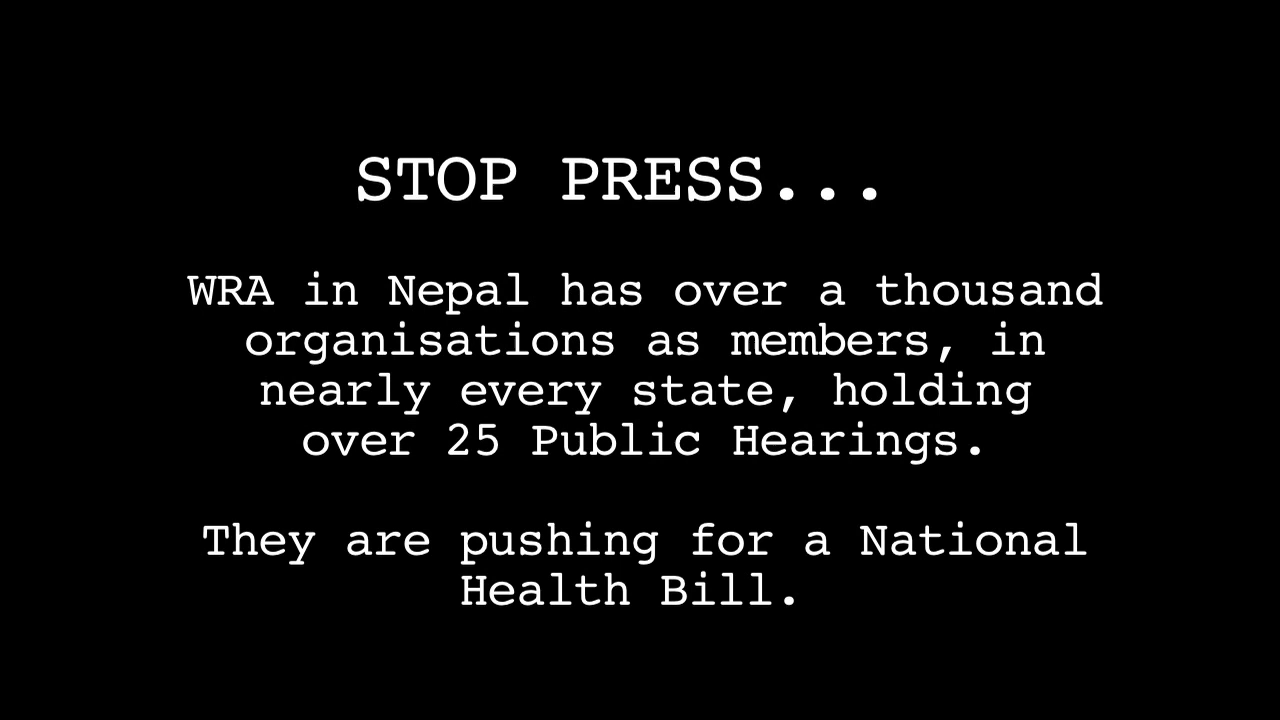 STOP PRESS...
WRA in Nepal has over a thousand
organisations as members, in
nearly every state, holding
over 25 Public Hearings.
They are pushing for a National
Health Bill.